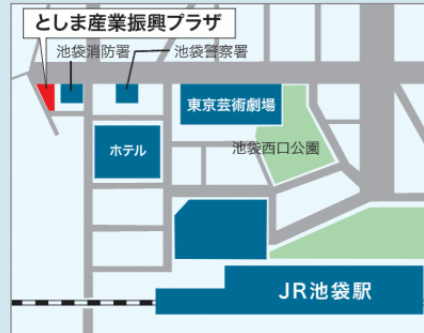 としま産業振興プラザ
池袋消防署
池袋警察署
東京芸術劇場
ホテル
池袋西口公園
JR池袋駅